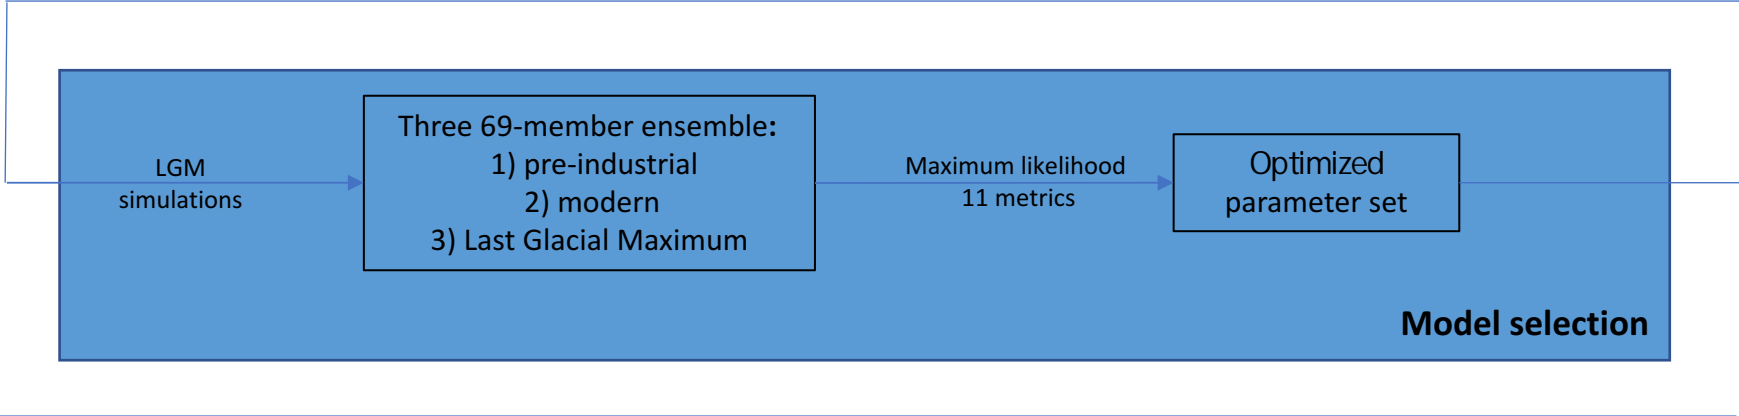 LGM
simulations
Three 69-member ensemble:
1) pre-industrial
2) modern
3) Last Glacial Maximum
Maximum likelihood
11 metrics
Optimized
parameter set
Model selection